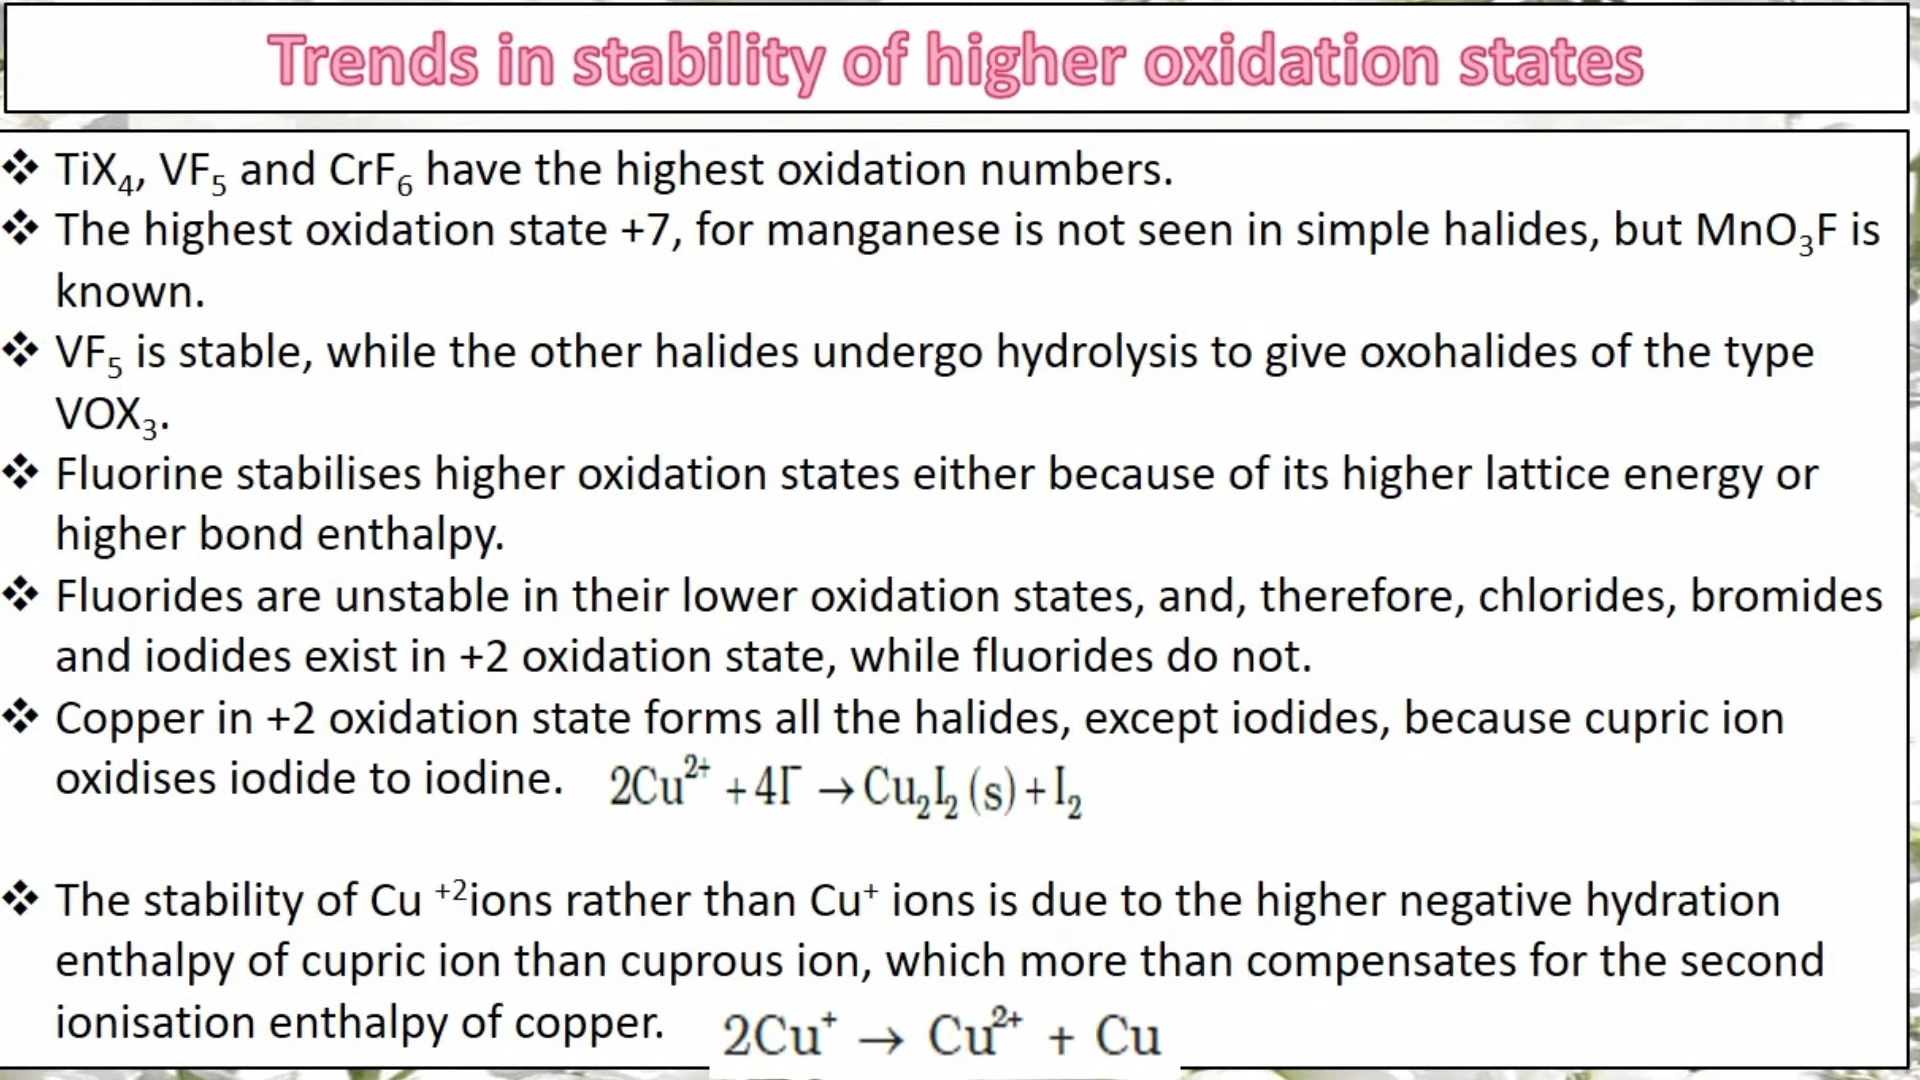 Trends in stability of higher oxidation states
❖ TiX₄, VF₅ and CrF₆ have the highest oxidation numbers.
❖ The highest oxidation state +7, for manganese is not seen in simple halides, but MnO₃F is
known.
❖ VF₅ is stable, while the other halides undergo hydrolysis to give oxohalides of the type
VOX₃.
❖ Fluorine stabilises higher oxidation states either because of its higher lattice energy or
higher bond enthalpy.
❖ Fluorides are unstable in their lower oxidation states, and, therefore, chlorides, bromides
and iodides exist in +2 oxidation state, while fluorides do not.
❖ Copper in +2 oxidation state forms all the halides, except iodides, because cupric ion
oxidises iodide to iodine. 2Cu²⁺ + 4I⁻ → Cu₂I₂ (s) + I₂
❖ The stability of Cu ⁺²ions rather than Cu⁺ ions is due to the higher negative hydration
enthalpy of cupric ion than cuprous ion, which more than compensates for the second
ionisation enthalpy of copper. 2Cu⁺ → Cu²⁺ + Cu